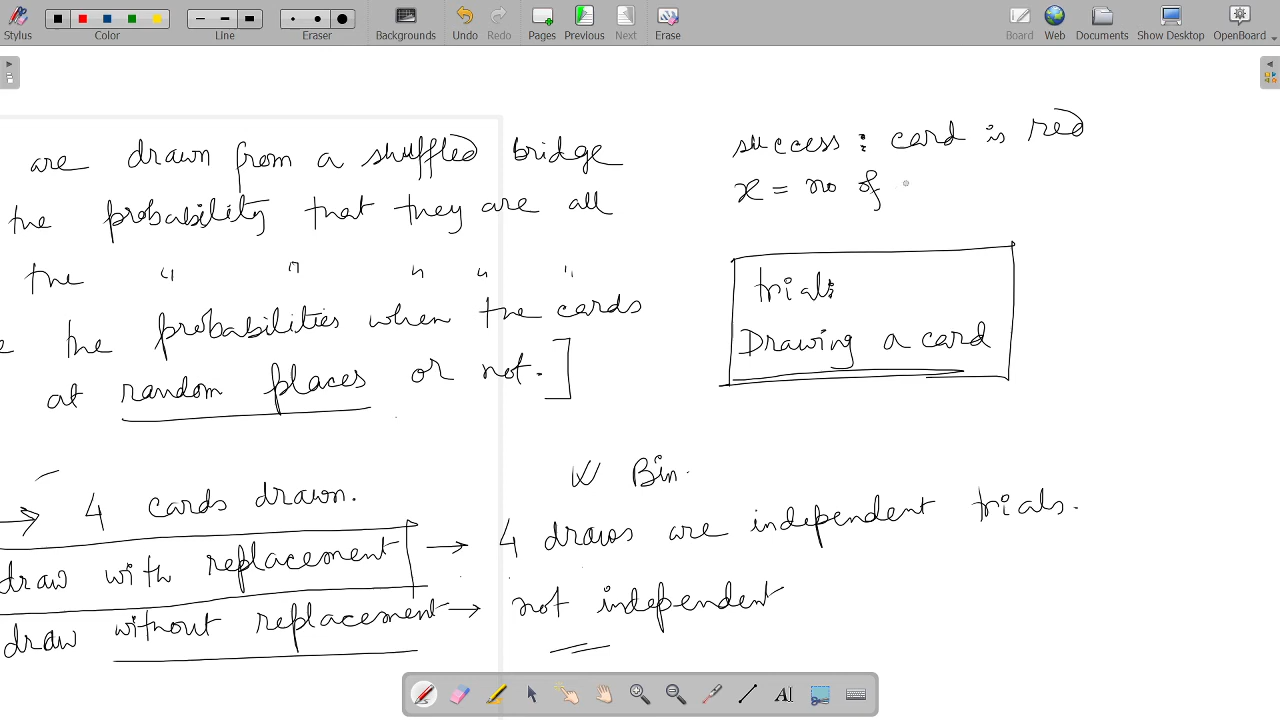 Stylus Color Line Eraser Backgrounds Undo Redo Pages Previous Next Erase Board Web Documents Show Desktop OpenBoard
are drawn from a shuffled bridge
the probability that they are all
the " " " " "
the probabilities when the cards
at random places or not.]
success : card is red
x = no of
trial:
Drawing a card
→ 4 cards drawn.
Bin.
draw with replacement → 4 draws are independent trials.
draw without replacement → not independent